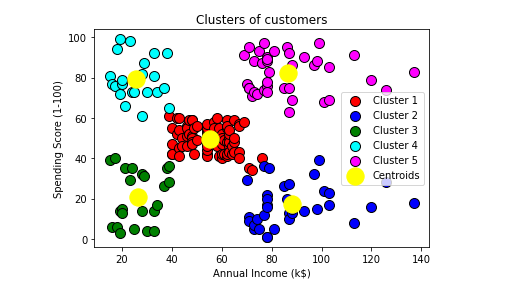 Clusters of customers
100
80
60
40
20
0
Spending Score (1-100)
Cluster 1
Cluster 2
Cluster 3
Cluster 4
Cluster 5
Centroids
20 40 60 80 100 120 140
Annual Income (k$)